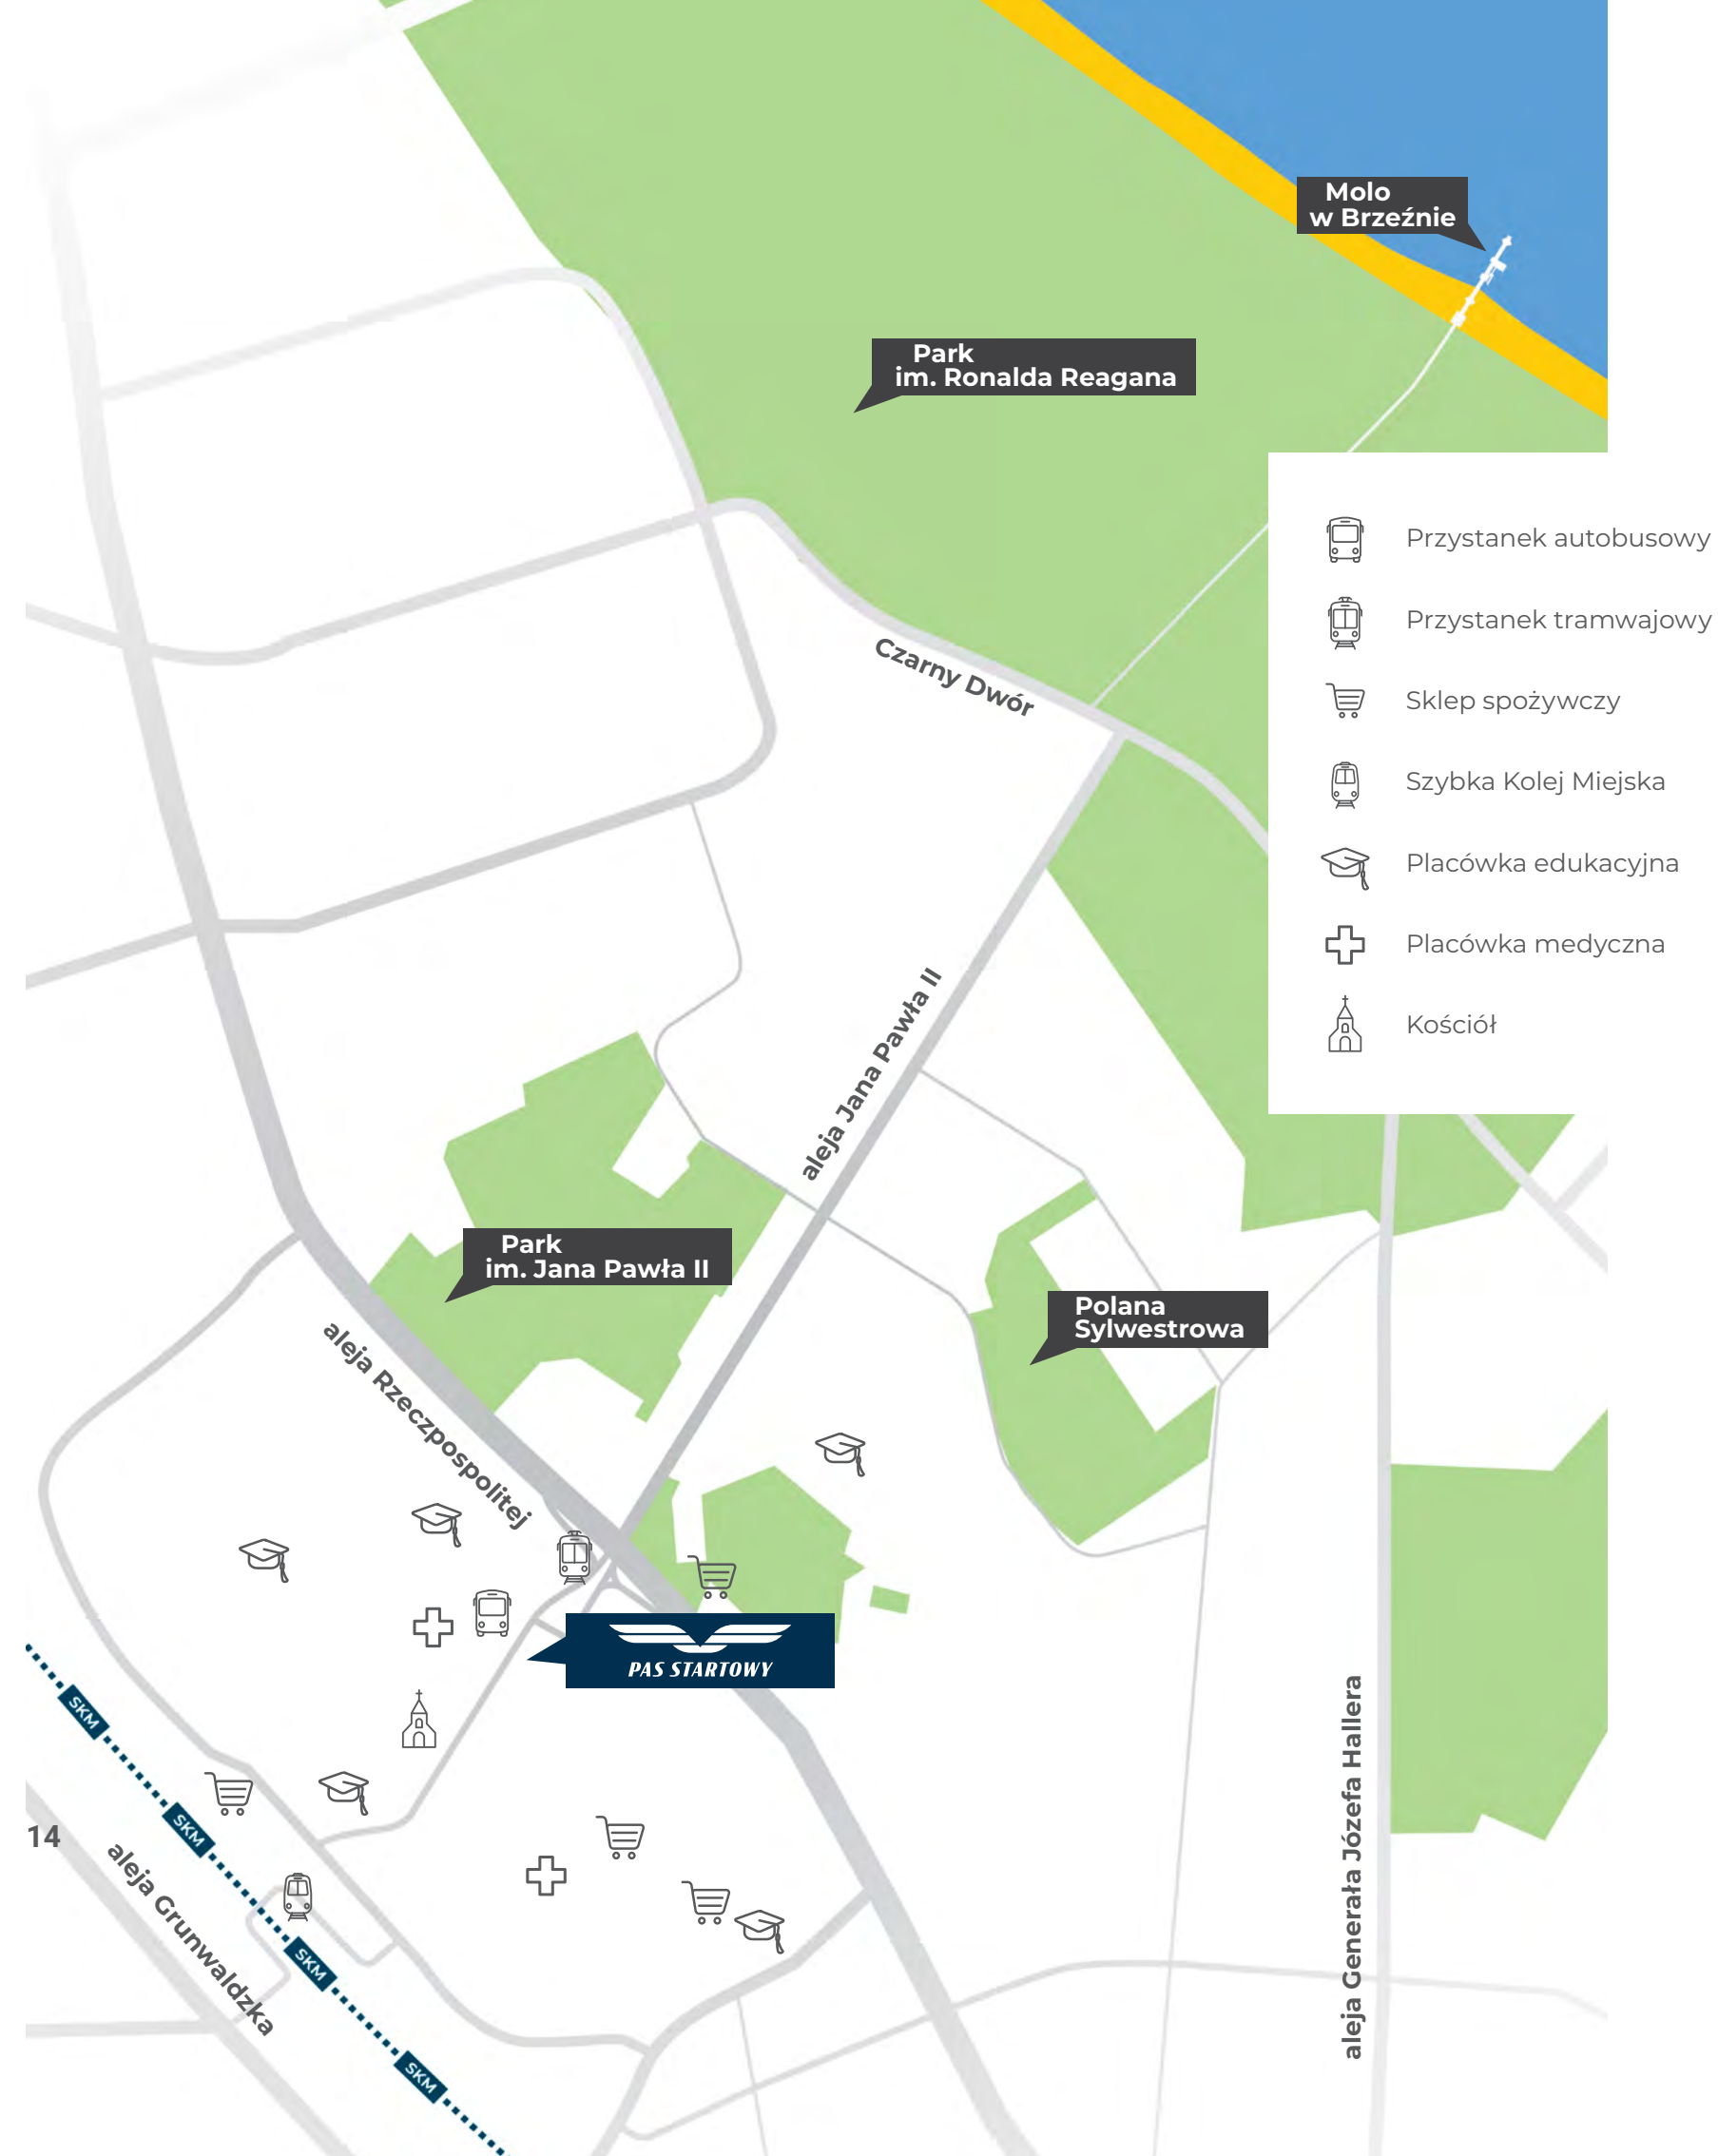 Molo
w Brzeźnie
Park
im. Ronalda Reagana
Przystanek autobusowy
Przystanek tramwajowy
Sklep spożywczy
Szybka Kolej Miejska
Placówka edukacyjna
Placówka medyczna
Kościół
Czarny Dwór
aleja Jana Pawła II
Park
im. Jana Pawła II
Polana
Sylwestrowa
aleja Rzeczpospolitej
PAS STARTOWY
SKM
SKM
SKM
SKM
14
aleja Grunwaldzka
aleja Generała Józefa Hallera